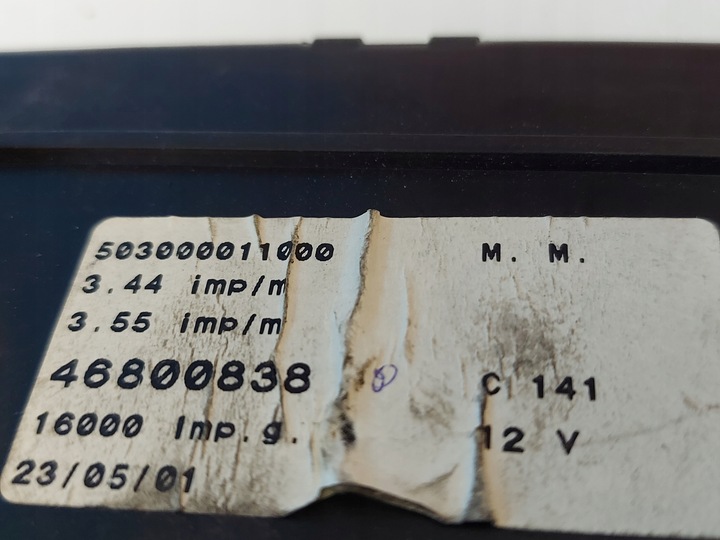 503000011000 M. M.
3.44 imp/m
3.55 imp/m
46800838 C 141
16000 Imp.g. 12 V
23/05/01